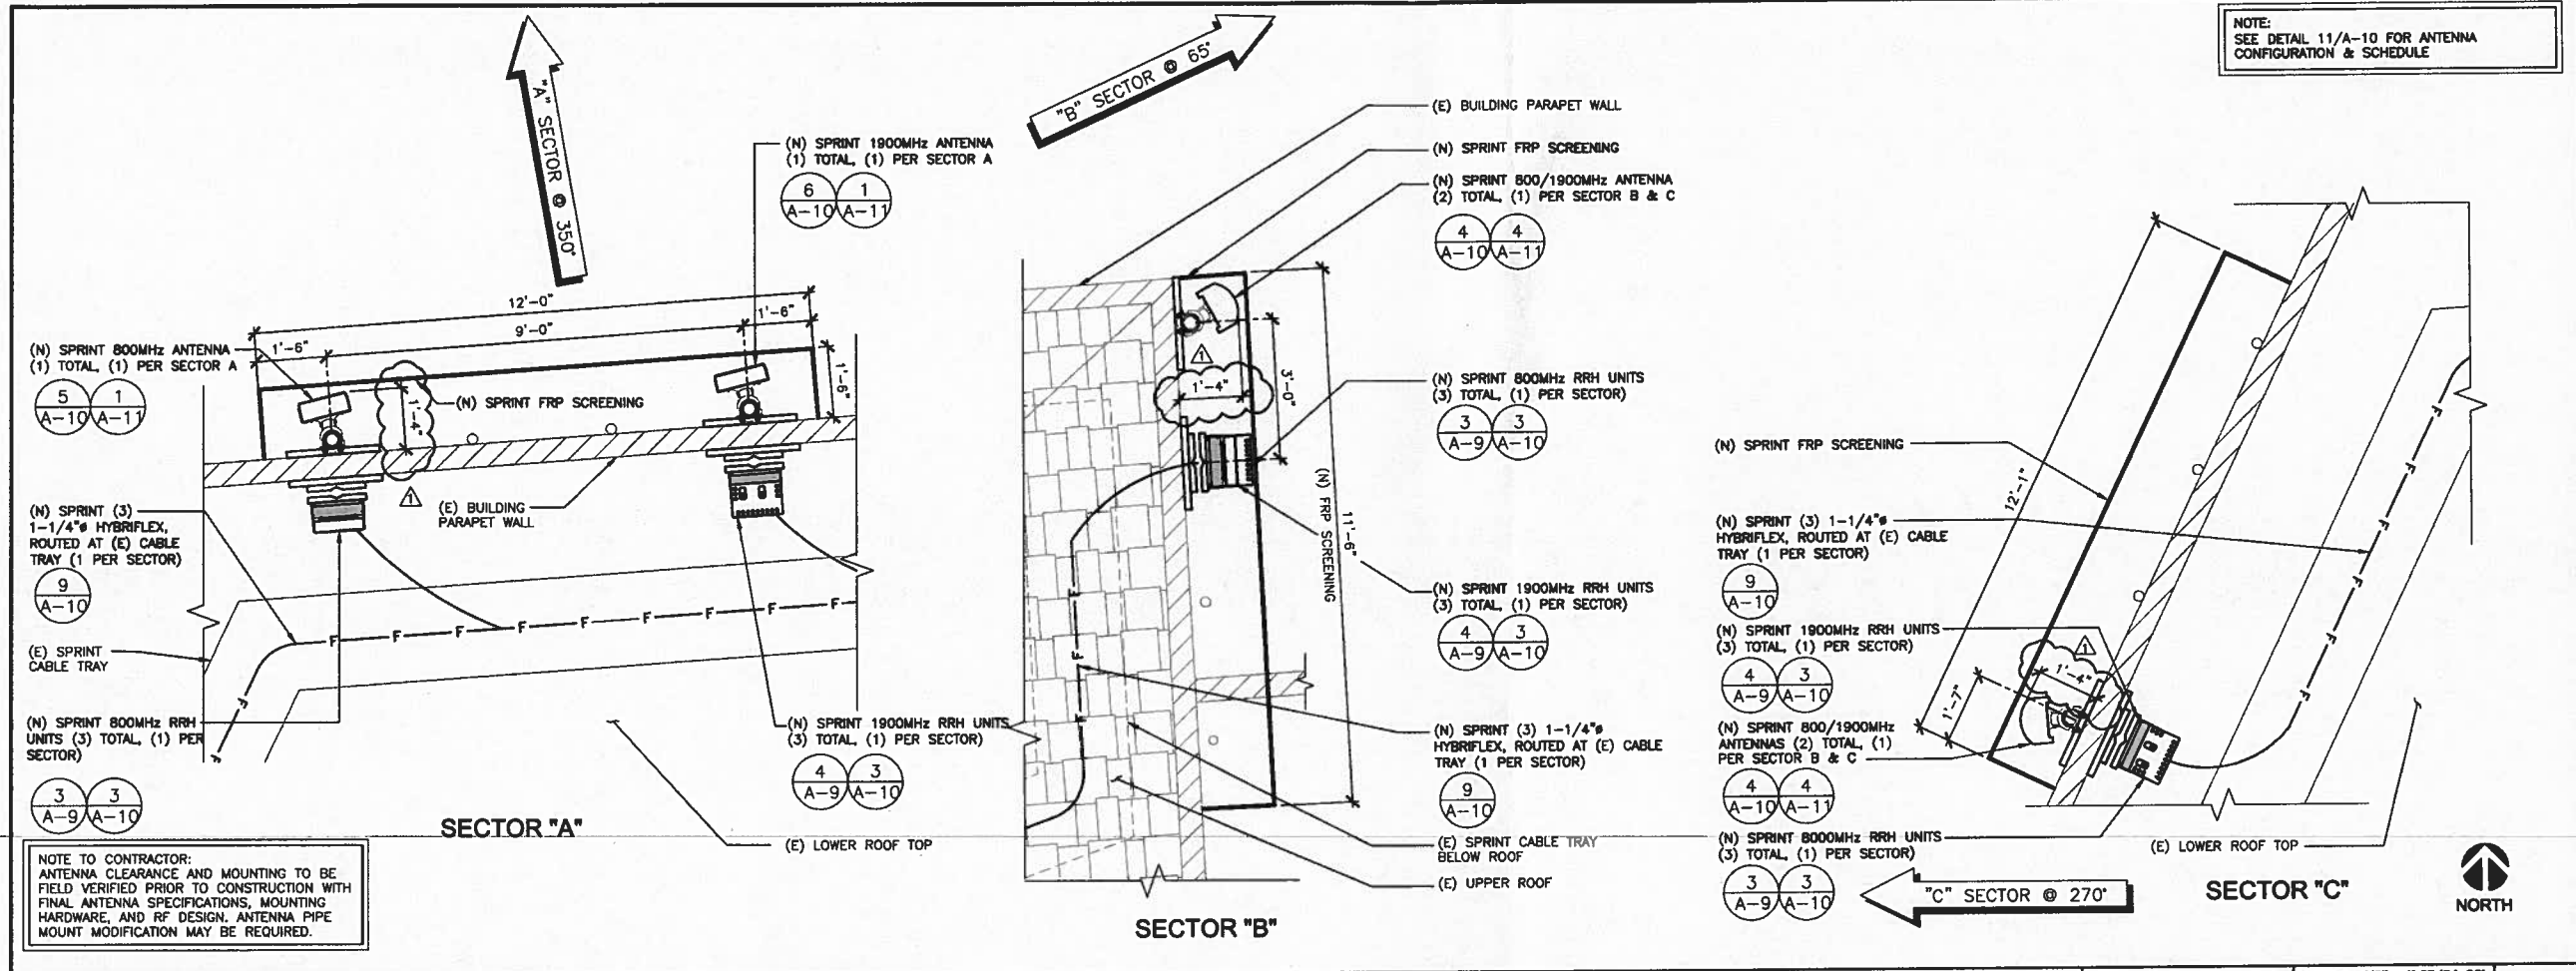 NOTE:
SEE DETAIL 11/A-10 FOR ANTENNA
CONFIGURATION & SCHEDULE
"A" SECTOR @ 350°
(N) SPRINT 1900MHz ANTENNA
(1) TOTAL, (1) PER SECTOR A
6
A-10
1
A-11
12'-0"
9'-0"
1'-6"
1'-6"
1'-6"
1'-4"
(N) SPRINT 800MHz ANTENNA
(1) TOTAL, (1) PER SECTOR A
5
A-10
1
A-11
(N) SPRINT FRP SCREENING
1
(E) BUILDING
PARAPET WALL
(N) SPRINT (3)
1-1/4"ø HYBRIFLEX,
ROUTED AT (E) CABLE
TRAY (1 PER SECTOR)
9
A-10
(E) SPRINT
CABLE TRAY
F F F F F F F F F F F
(N) SPRINT 800MHz RRH
UNITS (3) TOTAL, (1) PER
SECTOR)
3
A-9
3
A-10
(N) SPRINT 1900MHz RRH UNITS
(3) TOTAL, (1) PER SECTOR)
4
A-9
3
A-10
SECTOR "A"
(E) LOWER ROOF TOP
NOTE TO CONTRACTOR:
ANTENNA CLEARANCE AND MOUNTING TO BE
FIELD VERIFIED PRIOR TO CONSTRUCTION WITH
FINAL ANTENNA SPECIFICATIONS, MOUNTING
HARDWARE, AND RF DESIGN. ANTENNA PIPE
MOUNT MODIFICATION MAY BE REQUIRED.
"B" SECTOR @ 65°
(E) BUILDING PARAPET WALL
(N) SPRINT FRP SCREENING
(N) SPRINT 800/1900MHz ANTENNA
(2) TOTAL, (1) PER SECTOR B & C
4
A-10
4
A-11
1
1'-4"
3'-0"
11'-6"
(N) FRP SCREENING
(N) SPRINT 800MHz RRH UNITS
(3) TOTAL, (1) PER SECTOR)
3
A-9
3
A-10
(N) SPRINT 1900MHz RRH UNITS
(3) TOTAL, (1) PER SECTOR)
4
A-9
3
A-10
F F F
(N) SPRINT (3) 1-1/4"ø
HYBRIFLEX, ROUTED AT (E) CABLE
TRAY (1 PER SECTOR)
9
A-10
(E) SPRINT CABLE TRAY
BELOW ROOF
(E) UPPER ROOF
SECTOR "B"
12'-1"
(N) SPRINT FRP SCREENING
(N) SPRINT (3) 1-1/4"ø
HYBRIFLEX, ROUTED AT (E) CABLE
TRAY (1 PER SECTOR)
9
A-10
(N) SPRINT 1900MHz RRH UNITS
(3) TOTAL, (1) PER SECTOR)
4
A-9
3
A-10
1
1'-4"
1'-7"
F F F F F
(N) SPRINT 800/1900MHz
ANTENNAS (2) TOTAL, (1)
PER SECTOR B & C
4
A-10
4
A-11
(N) SPRINT 8000MHz RRH UNITS
(3) TOTAL, (1) PER SECTOR)
3
A-9
3
A-10
"C" SECTOR @ 270°
(E) LOWER ROOF TOP
SECTOR "C"
NORTH